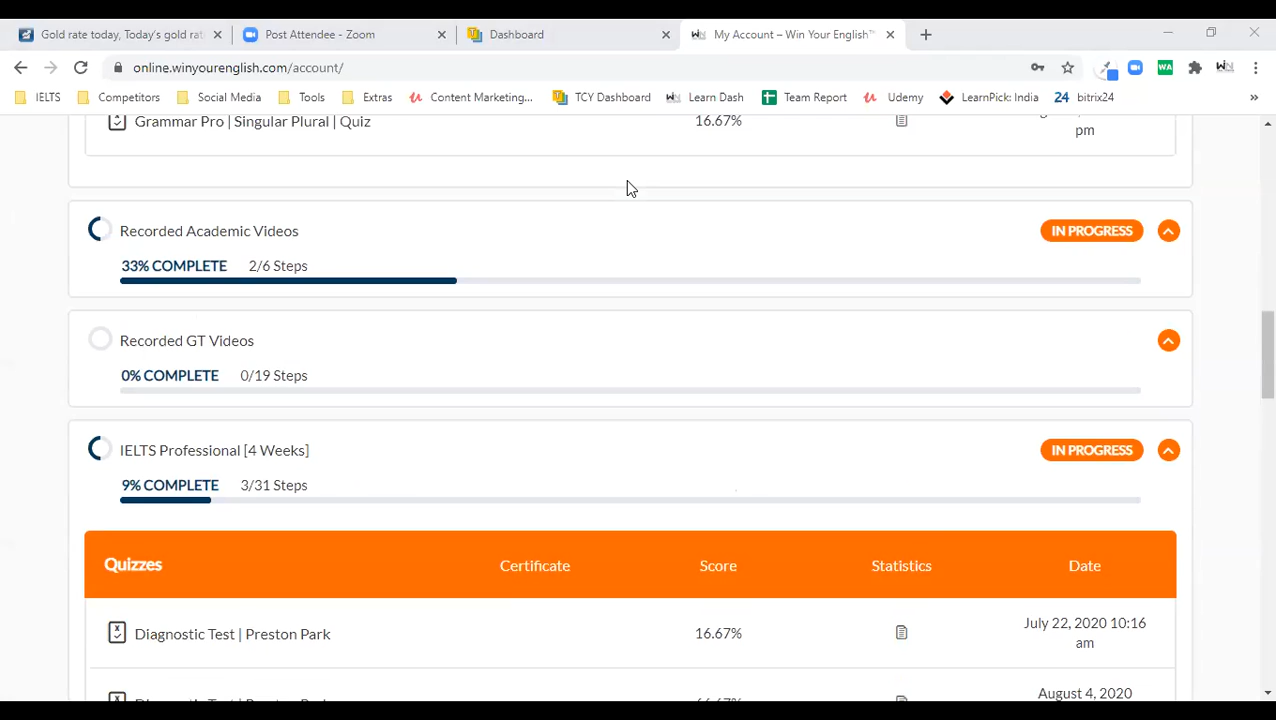 Gold rate today, Today's gold rat
Post Attendee - Zoom
Dashboard
My Account – Win Your English™
online.winyourenglish.com/account/
IELTS
Competitors
Social Media
Tools
Extras
Content Marketing...
TCY Dashboard
Learn Dash
Team Report
Udemy
LearnPick: India
24 bitrix24
Grammar Pro | Singular Plural | Quiz 16.67%
pm
Recorded Academic Videos IN PROGRESS
33% COMPLETE 2/6 Steps
Recorded GT Videos
0% COMPLETE 0/19 Steps
IELTS Professional [4 Weeks] IN PROGRESS
9% COMPLETE 3/31 Steps
Quizzes Certificate Score Statistics Date
Diagnostic Test | Preston Park 16.67% July 22, 2020 10:16
am
August 4, 2020